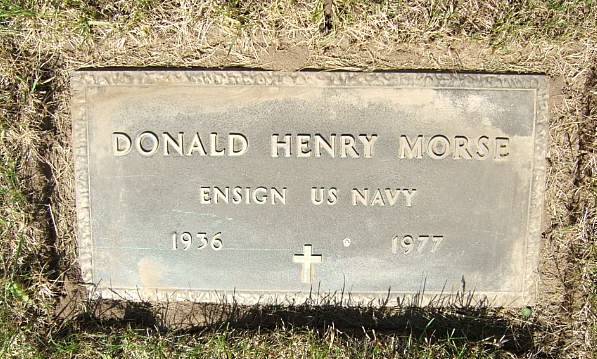 DONALD HENRY MORSE
ENSIGN US NAVY
1936 1977